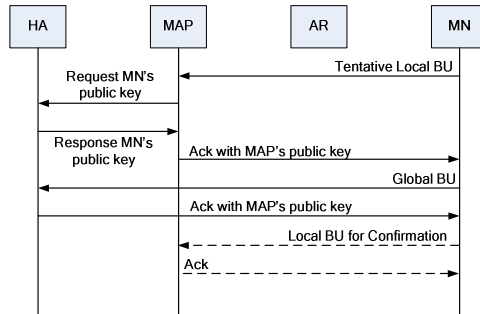 HA
MAP
AR
MN
Tentative Local BU
Request MN's
public key
Response MN's
public key
Ack with MAP's public key
Global BU
Ack with MAP's public key
Local BU for Confirmation
Ack